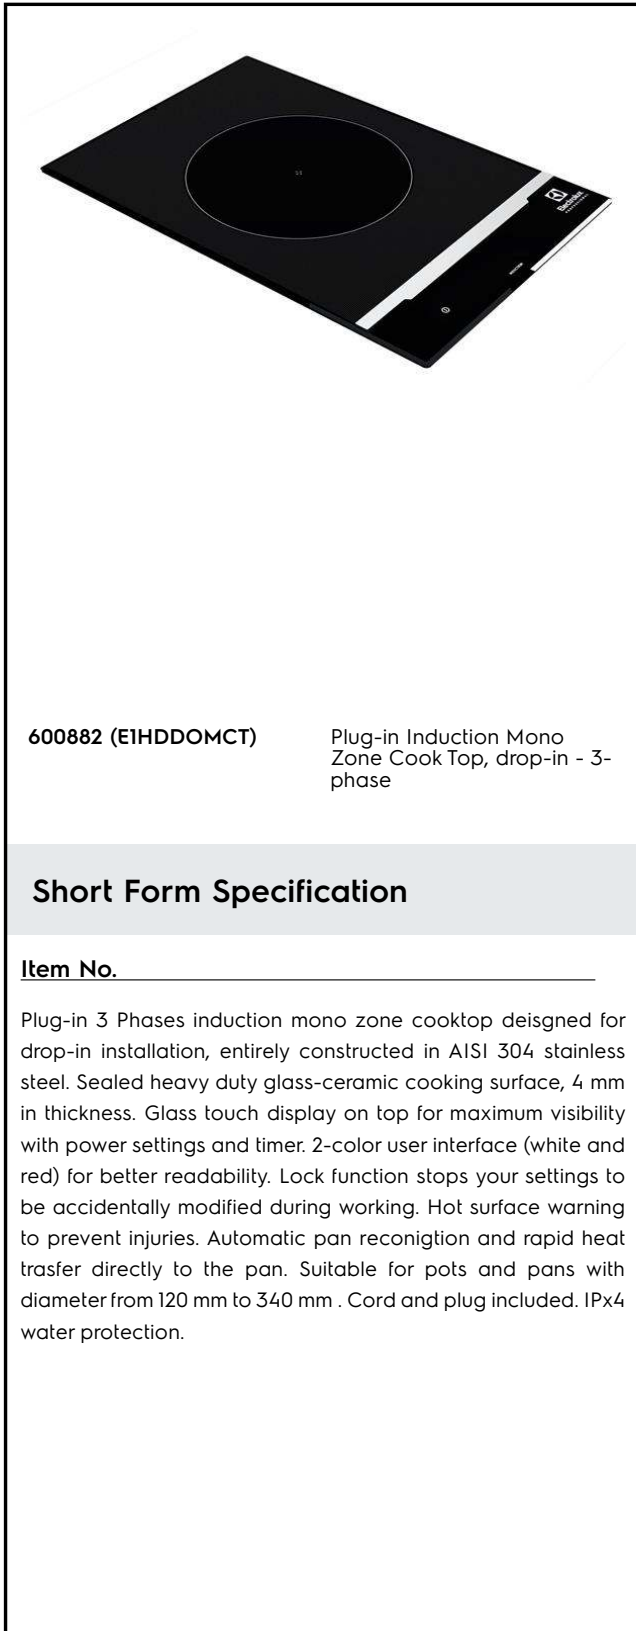 Electrolux
PROFESSIONAL
600882 (E1HDDOMCT)
Plug-in Induction Mono
Zone Cook Top, drop-in - 3-
phase
Short Form Specification
Item No.
Plug-in 3 Phases induction mono zone cooktop deisgned for
drop-in installation, entirely constructed in AISI 304 stainless
steel. Sealed heavy duty glass-ceramic cooking surface, 4 mm
in thickness. Glass touch display on top for maximum visibility
with power settings and timer. 2-color user interface (white and
red) for better readability. Lock function stops your settings to
be accidentally modified during working. Hot surface warning
to prevent injuries. Automatic pan reconigtion and rapid heat
trasfer directly to the pan. Suitable for pots and pans with
diameter from 120 mm to 340 mm . Cord and plug included. IPx4
water protection.